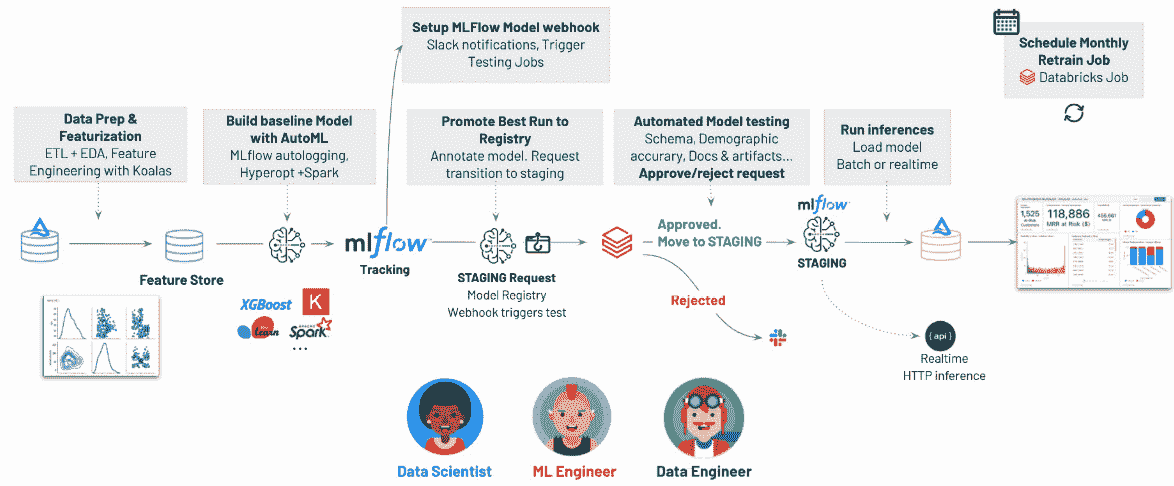 Setup MLFlow Model webhook
Slack notifications, Trigger
Testing Jobs
Schedule Monthly
Retrain Job
Databricks Job
Data Prep &
Featurization
ETL + EDA, Feature
Engineering with Koalas
Build baseline Model
with AutoML
MLflow autologging,
Hyperopt +Spark
Promote Best Run to
Registry
Annotate model. Request
transition to staging
Automated Model testing
Schema, Demographic
accurary, Docs & artifacts...
Approve/reject request
Run inferences
Load model
Batch or realtime
Feature Store
XGBoost
K
learn
Spark
...
mlflow
Tracking
STAGING Request
Model Registry
Webhook triggers test
Approved.
Move to STAGING
Rejected
mlflow
STAGING
{api}
Realtime
HTTP inference
1,525
118,886
MRR at Risk ($)
Data Scientist
ML Engineer
Data Engineer